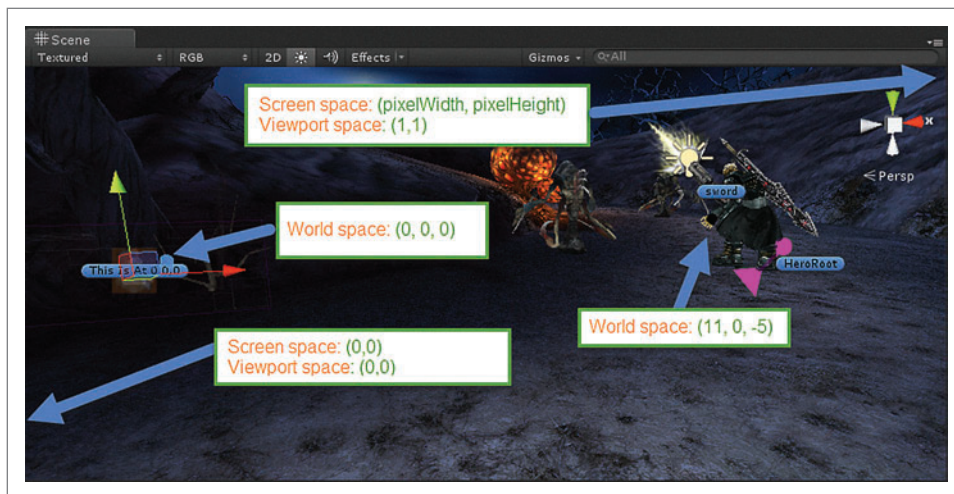 Scene
Textured RGB 2D Effects Gizmos All
Screen space: (pixelWidth, pixelHeight)
Viewport space: (1,1)
x
Persp
sword
World space: (0, 0, 0)
This Is At 0,0,0
HeroRoot
World space: (11, 0, -5)
Screen space: (0,0)
Viewport space: (0,0)